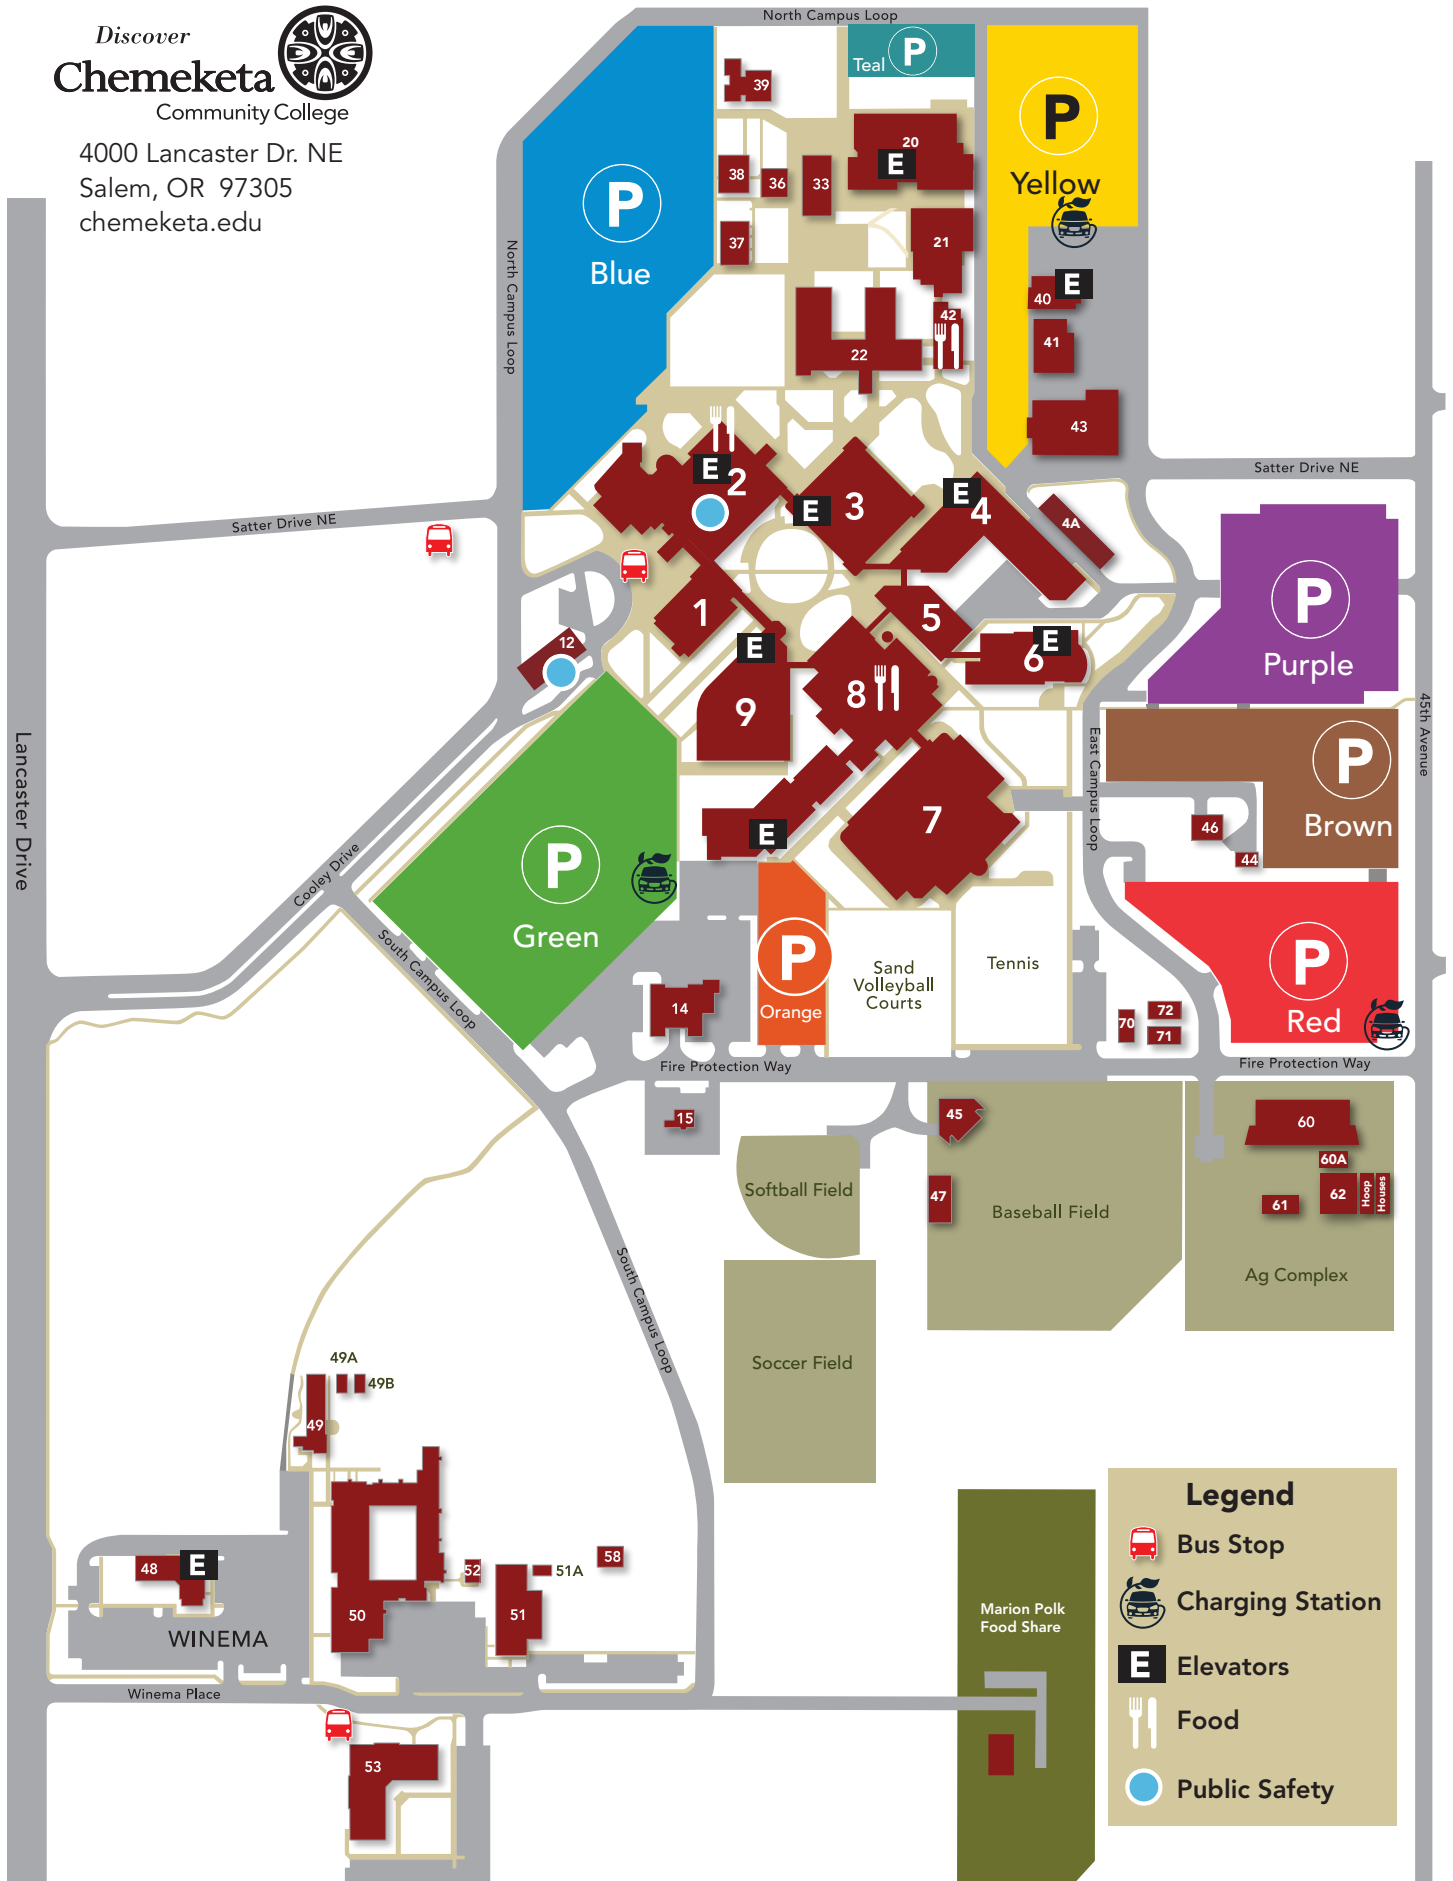 Discover
Chemeketa
Community College
4000 Lancaster Dr. NE
Salem, OR  97305
chemeketa.edu
North Campus Loop
P
Teal
P
Yellow
P
Blue
39
20
E
38
36
33
37
21
North Campus Loop
E
40
42
41
22
43
Satter Drive NE
Satter Drive NE
E
2
E
3
E
4
4A
P
Purple
1
5
E
6
12
E
9
8
45th Avenue
Lancaster Drive
East Campus Loop
P
Brown
7
E
46
44
P
Green
Cooley Drive
South Campus Loop
P
Orange
Sand
Volleyball
Courts
Tennis
P
Red
14
70
72
71
Fire Protection Way
Fire Protection Way
15
45
60
60A
62
Hoop
Houses
61
47
Softball Field
Baseball Field
Ag Complex
South Campus Loop
Soccer Field
49A
49B
49
48
E
52
51A
58
50
51
WINEMA
Winema Place
53
Marion Polk
Food Share
Legend
Bus Stop
Charging Station
E
Elevators
Food
Public Safety